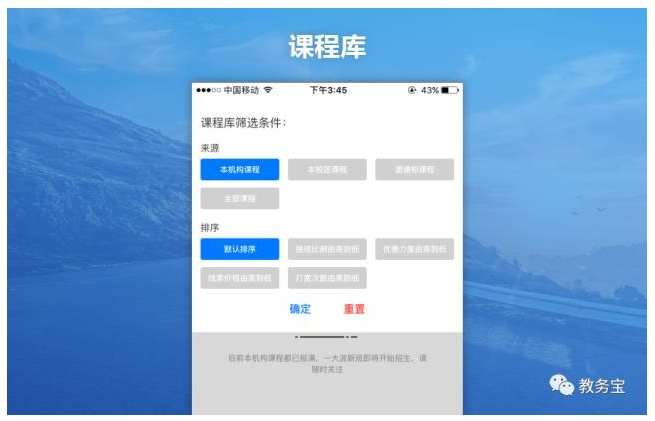 课程库
中国移动 下午3:45 43%
课程库筛选条件:
来源
本机构课程 本校区课程 邀请校课程
全部课程
排序
默认排序 提成比例由高到低 优惠力度由高到低
线索价格由高到低 打赏次数由高到低
确定 重置
目前本机构课程都已报满，一大波新班即将开始招生，请
随时关注
教务宝